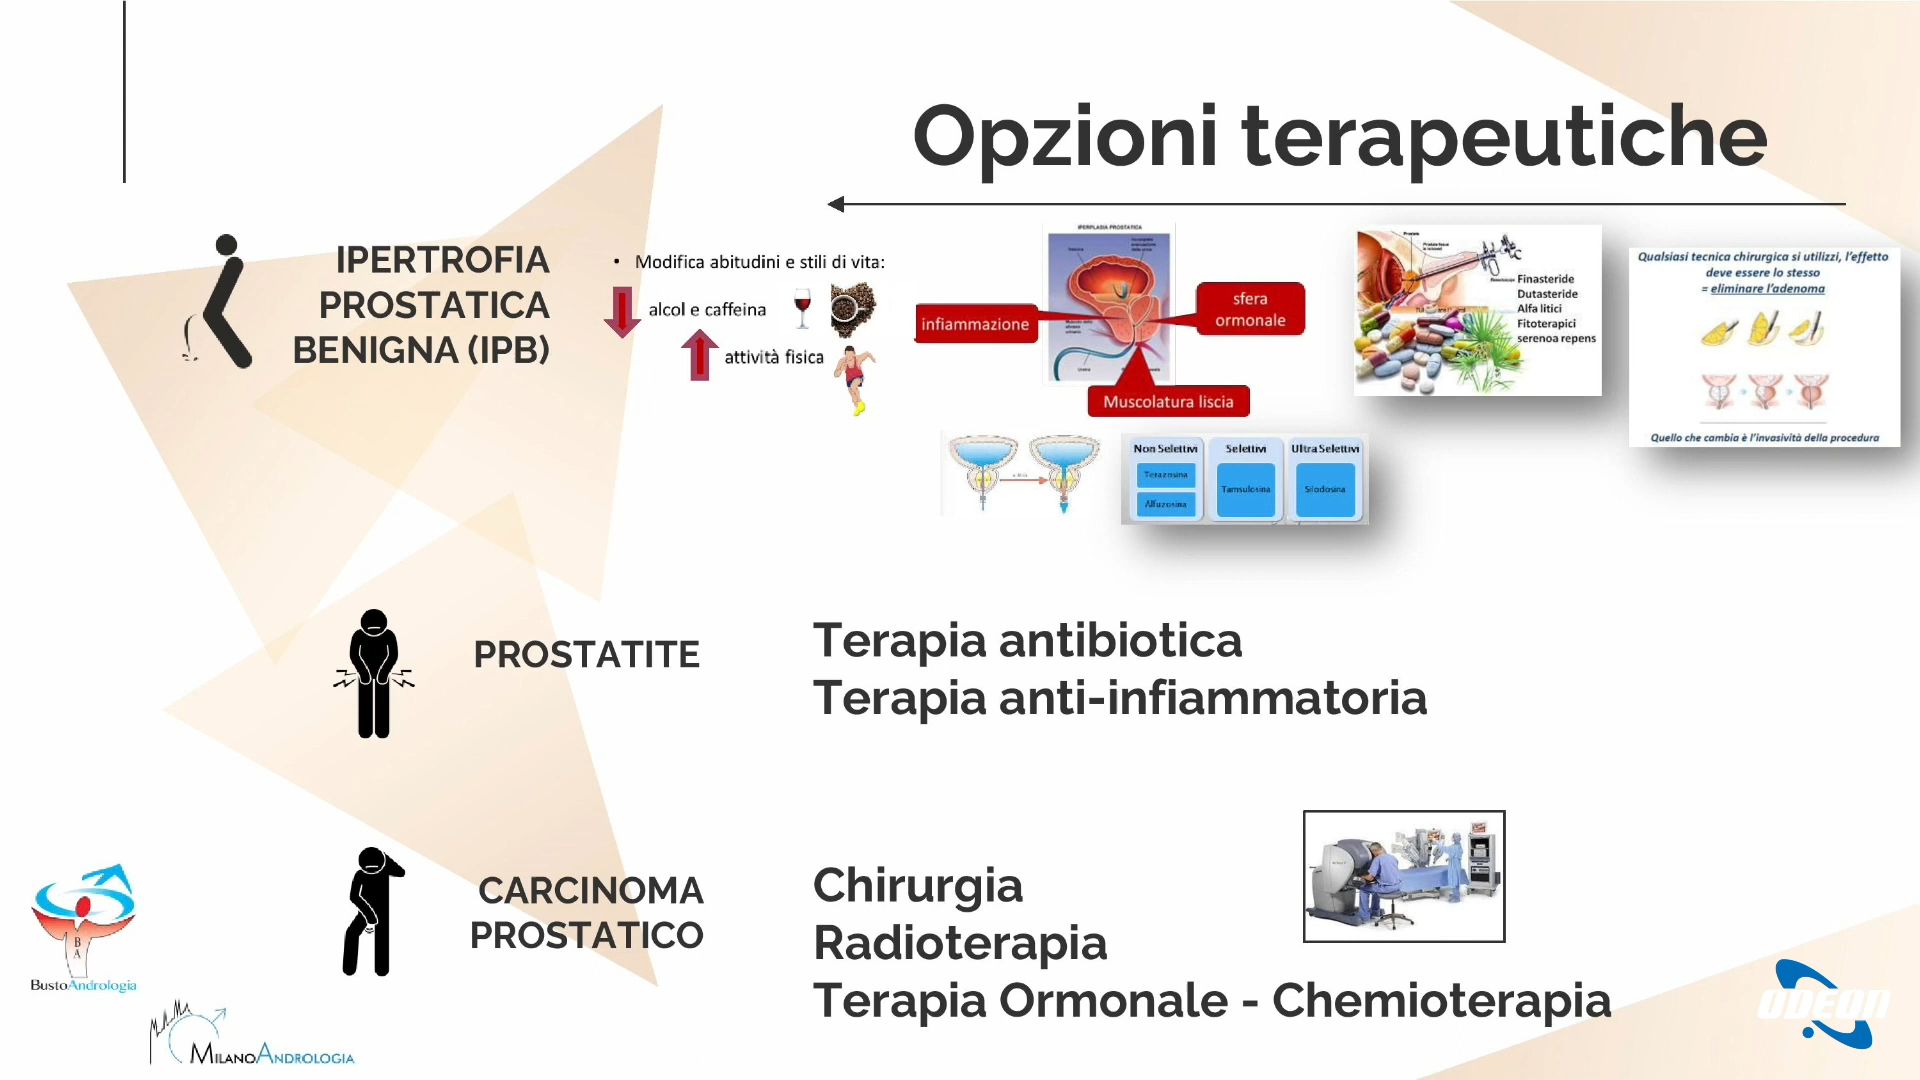 Opzioni terapeutiche
IPERTROFIA
PROSTATICA
BENIGNA (IPB)
• Modifica abitudini e stili di vita:
alcol e caffeina
attività fisica
IPERPLASIA PROSTATICA
infiammazione
sfera
ormonale
Muscolatura liscia
Finasteride
Dutasteride
Alfa litici
Fitoterapici
serenoa repens
Qualsiasi tecnica chirurgica si utilizzi, l'effetto
deve essere lo stesso
= eliminare l'adenoma
Quello che cambia è l'invasività della procedura
Non Selettivi
Selettivi
Ultra Selettivi
Terazosina
Alfuzosina
Tamsulosina
Silodosina
PROSTATITE
Terapia antibiotica
Terapia anti-infiammatoria
CARCINOMA
PROSTATICO
Chirurgia
Radioterapia
Terapia Ormonale - Chemioterapia
B
A
BustoAndrologia
MILANOANDROLOGIA
ODEON